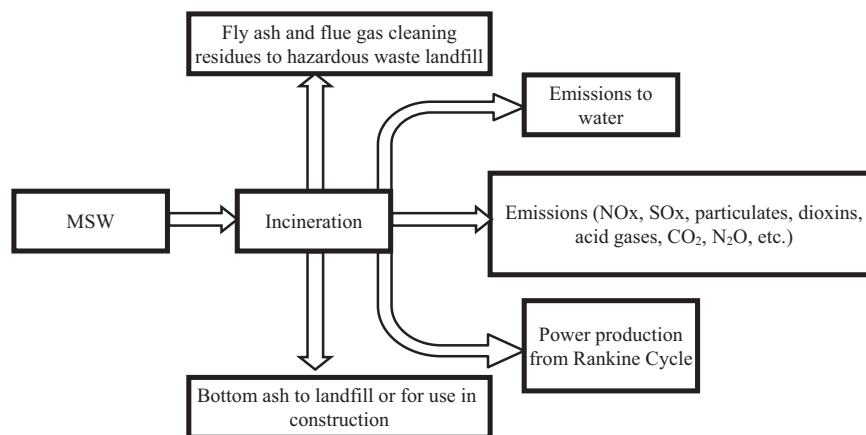 Fly ash and flue gas cleaning
residues to hazardous waste landfill
Emissions to
water
MSW
Incineration
Emissions (NOx, SOx, particulates, dioxins,
acid gases, CO₂, N₂O, etc.)
Power production
from Rankine Cycle
Bottom ash to landfill or for use in
construction